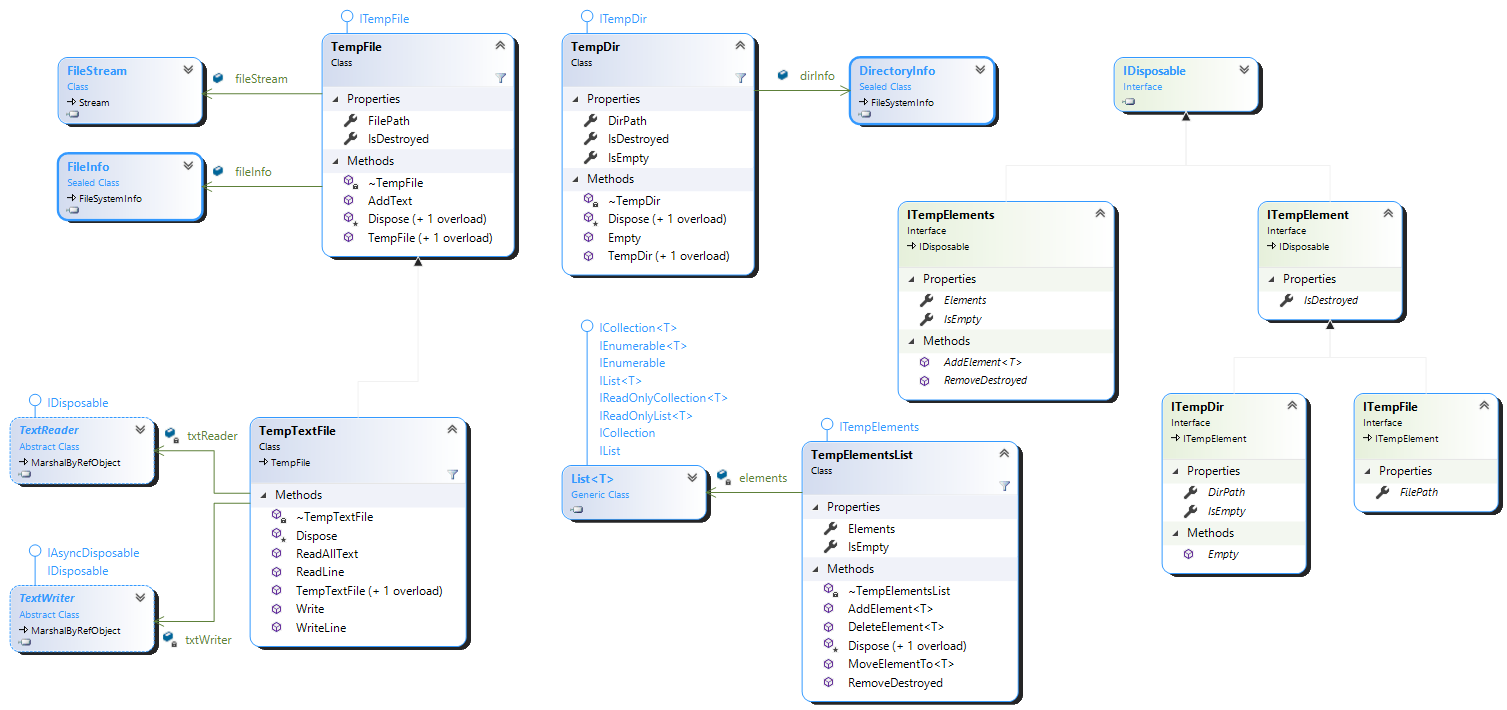 ITempFile
TempFile
Class
Properties
FilePath
IsDestroyed
Methods
~TempFile
AddText
Dispose (+ 1 overload)
TempFile (+ 1 overload)
FileStream
Class
Stream
fileStream
FileInfo
Sealed Class
FileSystemInfo
fileInfo
ITempDir
TempDir
Class
Properties
DirPath
IsDestroyed
IsEmpty
Methods
~TempDir
Dispose (+ 1 overload)
Empty
TempDir (+ 1 overload)
dirInfo
DirectoryInfo
Sealed Class
FileSystemInfo
IDisposable
Interface
ITempElements
Interface
IDisposable
Properties
Elements
IsEmpty
Methods
AddElement<T>
RemoveDestroyed
ITempElement
Interface
IDisposable
Properties
IsDestroyed
ITempDir
Interface
ITempElement
Properties
DirPath
IsEmpty
Methods
Empty
ITempFile
Interface
ITempElement
Properties
FilePath
IDisposable
TextReader
Abstract Class
MarshalByRefObject
txtReader
IAsyncDisposable
IDisposable
TextWriter
Abstract Class
MarshalByRefObject
txtWriter
TempTextFile
Class
TempFile
Methods
~TempTextFile
Dispose
ReadAllText
ReadLine
TempTextFile (+ 1 overload)
Write
WriteLine
ICollection<T>
IEnumerable<T>
IEnumerable
IList<T>
IReadOnlyCollection<T>
IReadOnlyList<T>
ICollection
IList
List<T>
Generic Class
elements
ITempElements
TempElementsList
Class
Properties
Elements
IsEmpty
Methods
~TempElementsList
AddElement<T>
DeleteElement<T>
Dispose (+ 1 overload)
MoveElementTo<T>
RemoveDestroyed